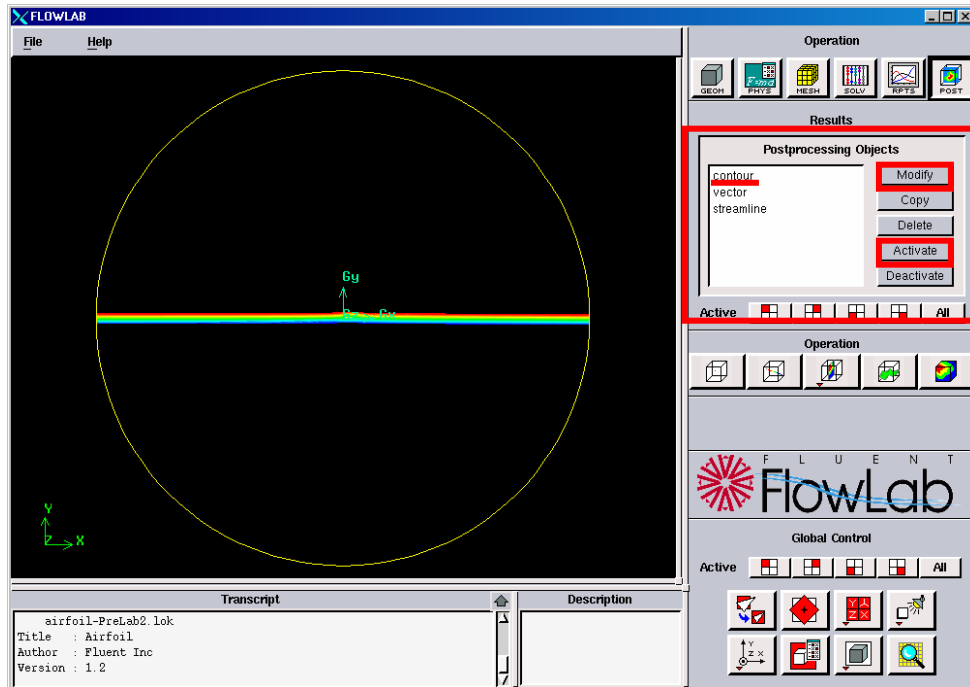 FLOWLAB
File Help
Operation
GEOM
F=ma
PHYS
MESH
SOLV
RPTS
POST
Results
Postprocessing Objects
contour
vector
streamline
Modify
Copy
Delete
Activate
Deactivate
Active All
Operation
Gy
Gx
Y
Z X
FLUENT
FlowLab
Global Control
Active All
Y Z
Z X
Y
Z X
Transcript
airfoil-PreLab2.lok
Title : Airfoil
Author : Fluent Inc
Version : 1.2
Description